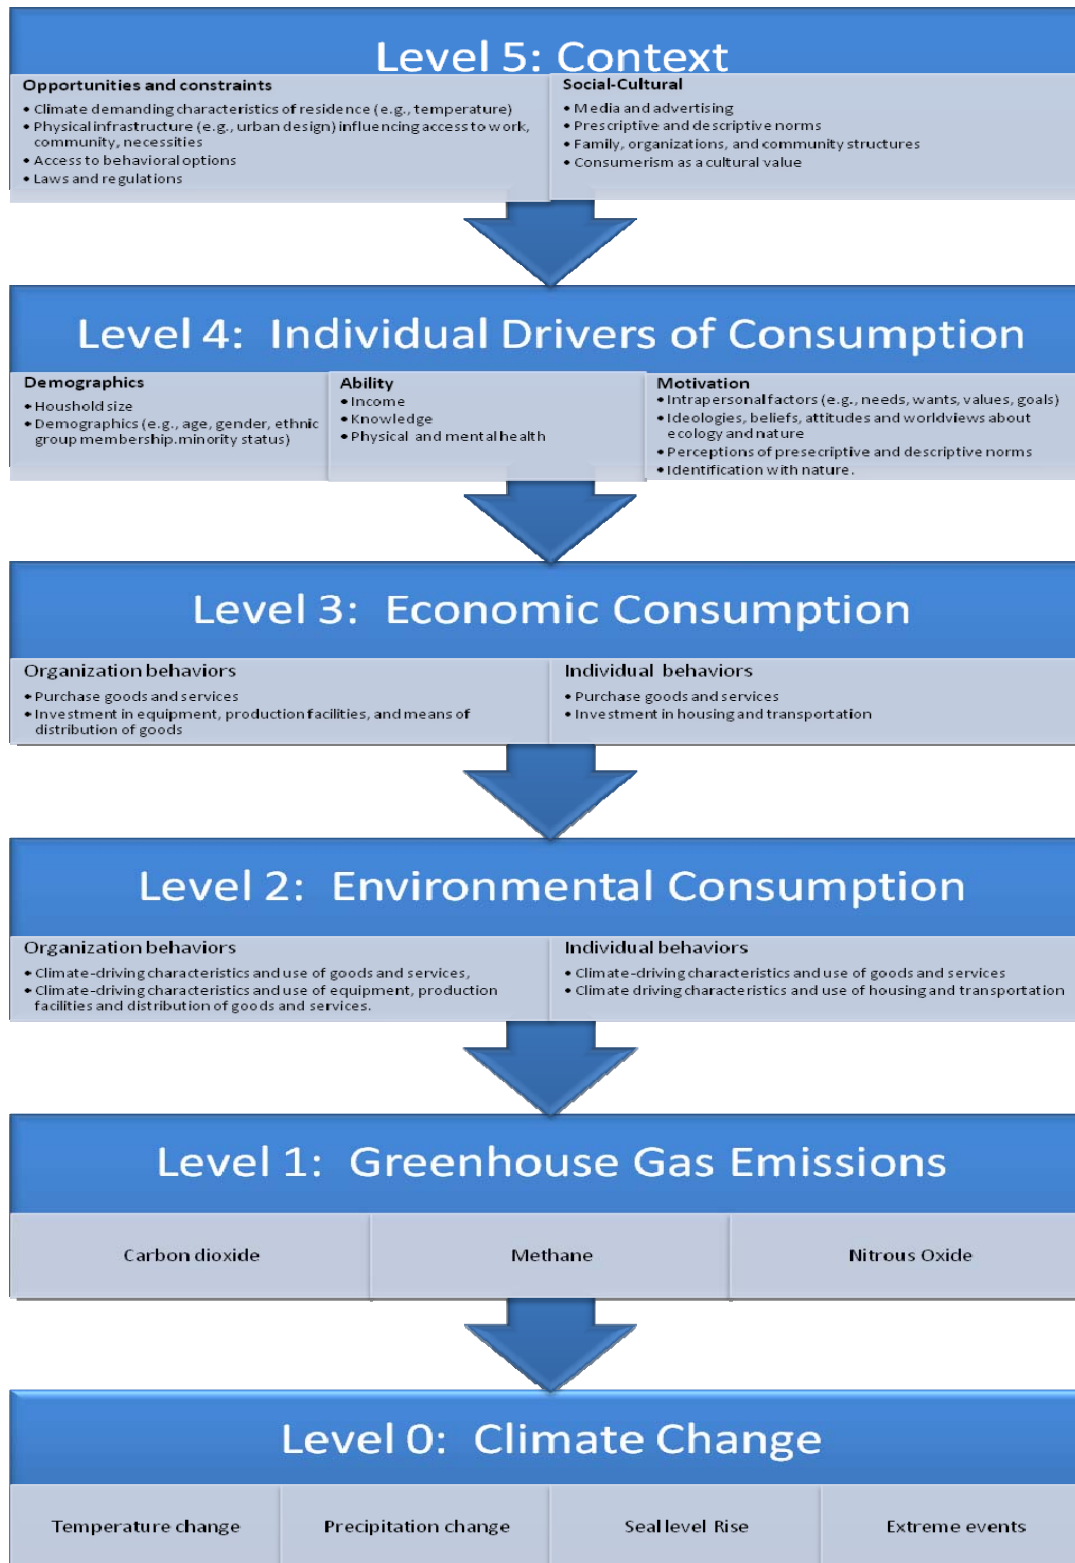 Level 5: Context
Opportunities and constraints
• Climate demanding characteristics of residence (e.g., temperature)
• Physical infrastructure (e.g., urban design) influencing access to work,
community, necessities
• Access to behavioral options
• Laws and regulations
Social-Cultural
• Media and advertising
• Prescriptive and descriptive norms
• Family, organizations, and community structures
• Consumerism as a cultural value
Level 4: Individual Drivers of Consumption
Demographics
• Houshold size
• Demographics (e.g., age, gender, ethnic
group membership.minority status)
Ability
• Income
• Knowledge
• Physical and mental health
Motivation
• Intrapersonal factors (e.g., needs, wants, values, goals)
• Ideologies, beliefs, attitudes and worldviews about
ecology and nature
• Perceptions of presecriptive and descriptive norms
• Identification with nature.
Level 3: Economic Consumption
Organization behaviors
• Purchase goods and services
• Investment in equipment, production facilities, and means of
distribution of goods
Individual behaviors
• Purchase goods and services
• Investment in housing and transportation
Level 2: Environmental Consumption
Organization behaviors
• Climate-driving characteristics and use of goods and services,
• Climate-driving characteristics and use of equipment, production
facilities and distribution of goods and services.
Individual behaviors
• Climate-driving characteristics and use of goods and services
• Climate driving characteristics and use of housing and transportation
Level 1: Greenhouse Gas Emissions
Carbon dioxide
Methane
Nitrous Oxide
Level 0: Climate Change
Temperature change
Precipitation change
Seal level Rise
Extreme events